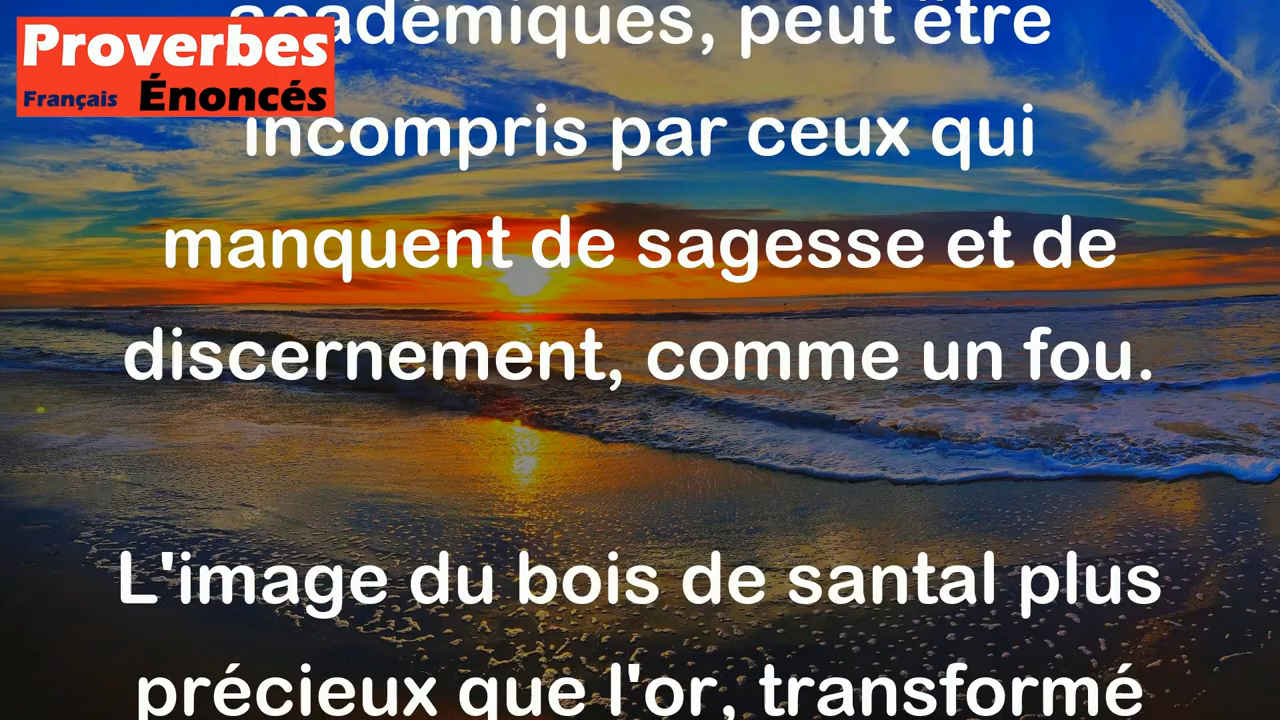 Proverbes
Français Énoncés
académiques, peut être
incompris par ceux qui
manquent de sagesse et de
discernement, comme un fou.
L'image du bois de santal plus
précieux que l'or, transformé